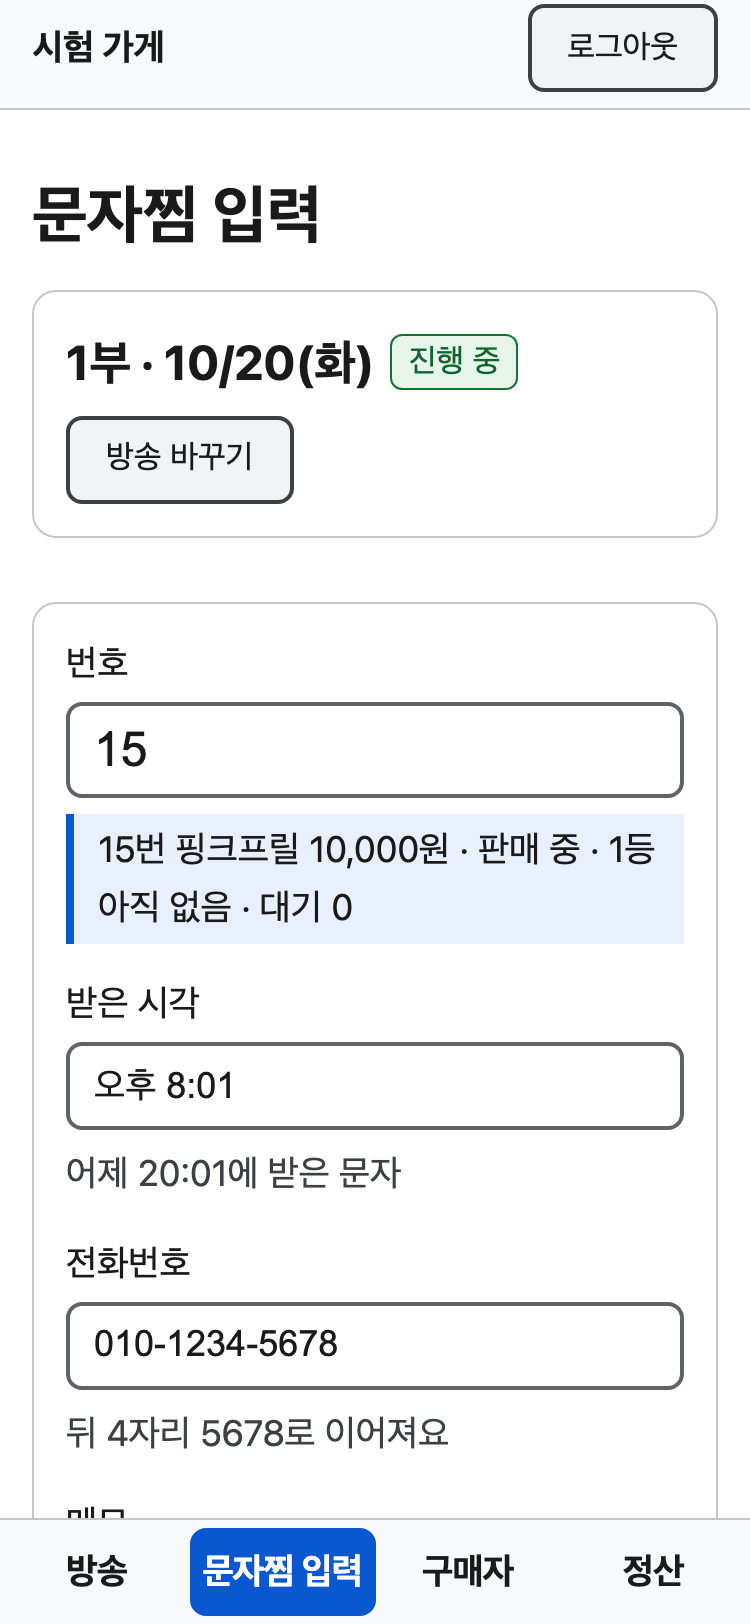 시험 가게
로그아웃
문자찜 입력
1부 · 10/20(화) 진행 중
방송 바꾸기
번호
15
15번 핑크프릴 10,000원 · 판매 중 · 1등
아직 없음 · 대기 0
받은 시각
오후 8:01
어제 20:01에 받은 문자
전화번호
010-1234-5678
뒤 4자리 5678로 이어져요
방송 문자찜 입력 구매자 정산